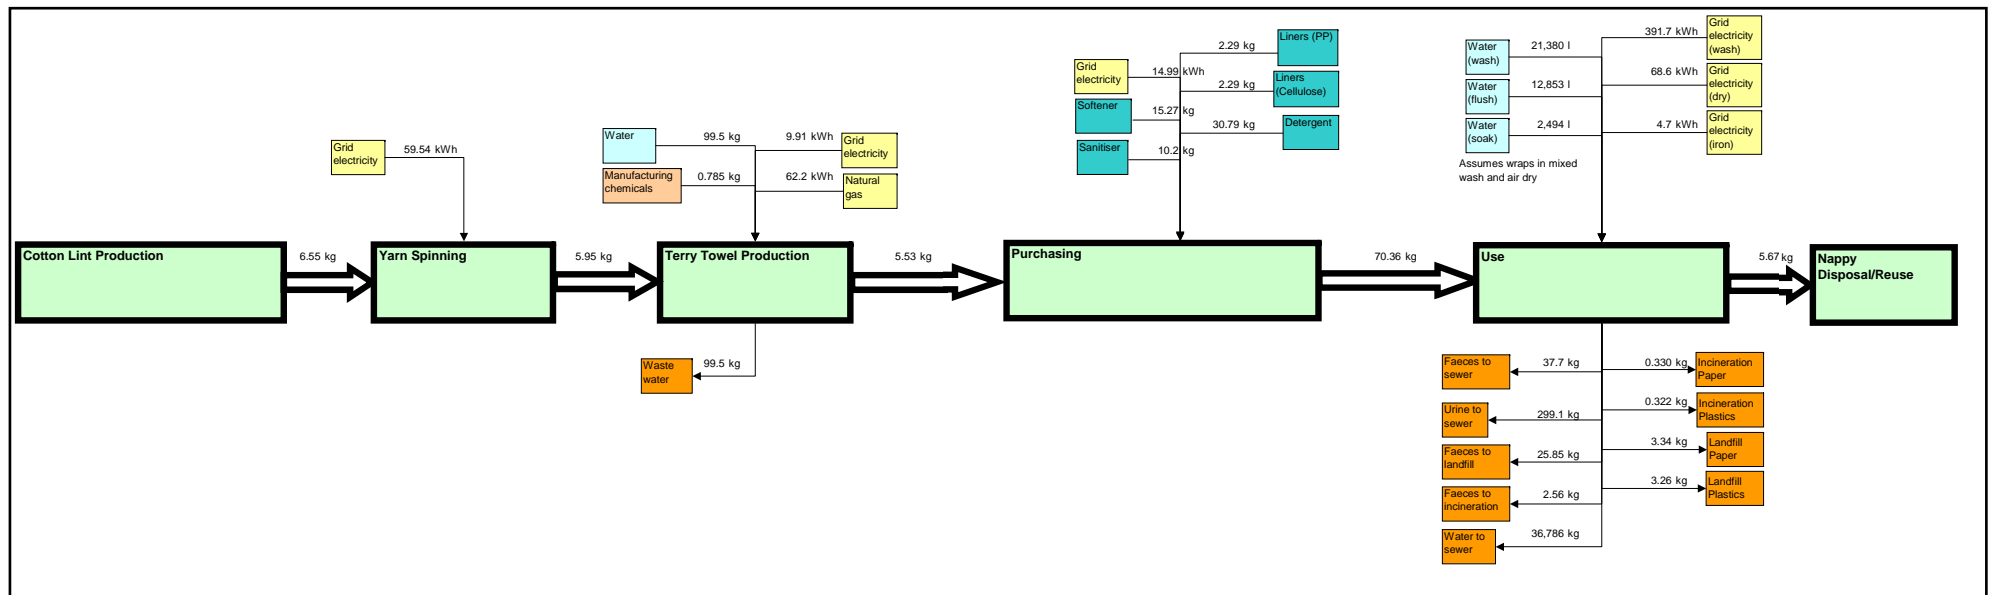 Grid
electricity
59.54 kWh
Water
99.5 kg
Manufacturing
chemicals
0.785 kg
9.91 kWh
Grid
electricity
62.2 kWh
Natural
gas
Grid
electricity
14.99 kWh
Softener
15.27 kg
Sanitiser
10.2 kg
2.29 kg
Liners (PP)
2.29 kg
Liners
(Cellulose)
30.79 kg
Detergent
Water
(wash)
21,380 l
Water
(flush)
12,853 l
Water
(soak)
2,494 l
Assumes wraps in mixed
wash and air dry
391.7 kWh
Grid
electricity
(wash)
68.6 kWh
Grid
electricity
(dry)
4.7 kWh
Grid
electricity
(iron)
Cotton Lint Production
6.55 kg
Yarn Spinning
5.95 kg
Terry Towel Production
5.53 kg
Purchasing
70.36 kg
Use
5.67 kg
Nappy
Disposal/Reuse
Waste
water
99.5 kg
Faeces to
sewer
37.7 kg
Urine to
sewer
299.1 kg
Faeces to
landfill
25.85 kg
Faeces to
incineration
2.56 kg
Water to
sewer
36,786 kg
0.330 kg
Incineration
Paper
0.322 kg
Incineration
Plastics
3.34 kg
Landfill
Paper
3.26 kg
Landfill
Plastics